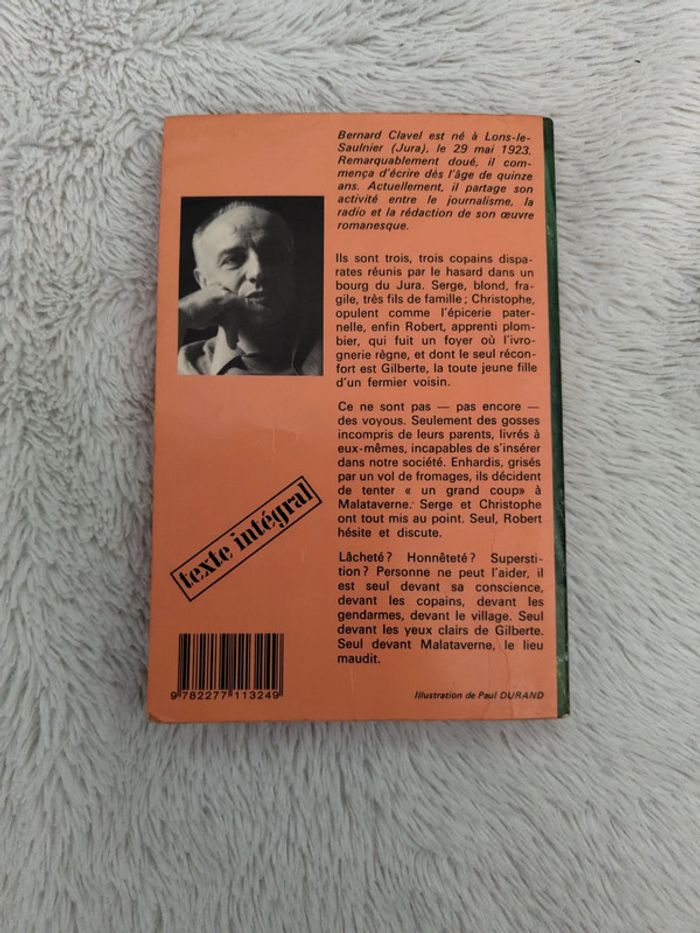 Bernard Clavel est né à Lons-le-
Saulnier (Jura), le 29 mai 1923.
Remarquablement doué, il com-
mença d'écrire dès l'âge de quinze
ans. Actuellement, il partage son
activité entre le journalisme, la
radio et la rédaction de son œuvre
romanesque.
Ils sont trois, trois copains dispa-
rates réunis par le hasard dans un
bourg du Jura. Serge, blond, fra-
gile, très fils de famille ; Christophe,
opulent comme l'épicerie pater-
nelle, enfin Robert, apprenti plom-
bier, qui fuit un foyer où l'ivro-
gnerie règne, et dont le seul récon-
fort est Gilberte, la toute jeune fille
d'un fermier voisin.
Ce ne sont pas — pas encore —
des voyous. Seulement des gosses
incompris de leurs parents, livrés à
eux-mêmes, incapables de s'insérer
dans notre société. Enhardis, grisés
par un vol de fromages, ils décident
de tenter « un grand coup» à
Malataverne. Serge et Christophe
ont tout mis au point. Seul, Robert
hésite et discute.
Lâcheté ? Honnêteté ? Supersti-
tion ? Personne ne peut l'aider, il
est seul devant sa conscience,
devant les copains, devant les
gendarmes, devant le village. Seul
devant les yeux clairs de Gilberte.
Seul devant Malataverne, le lieu
maudit.
texte intégral
9 782277 113249
Illustration de Paul DURAND